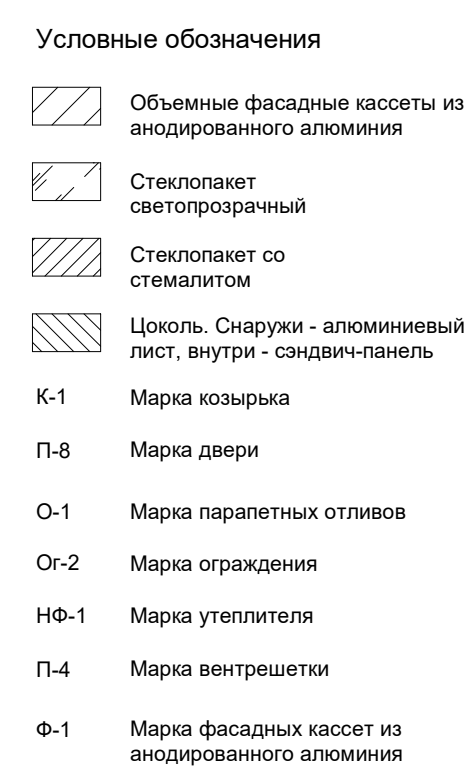 Условные обозначения
Объемные фасадные кассеты из
анодированного алюминия
Стеклопакет
светопрозрачный
Стеклопакет со
стемалитом
Цоколь. Снаружи - алюминиевый
лист, внутри - сэндвич-панель
К-1 Марка козырька
П-8 Марка двери
О-1 Марка парапетных отливов
Ог-2 Марка ограждения
НФ-1 Марка утеплителя
П-4 Марка вентрешетки
Ф-1 Марка фасадных кассет из
анодированного алюминия